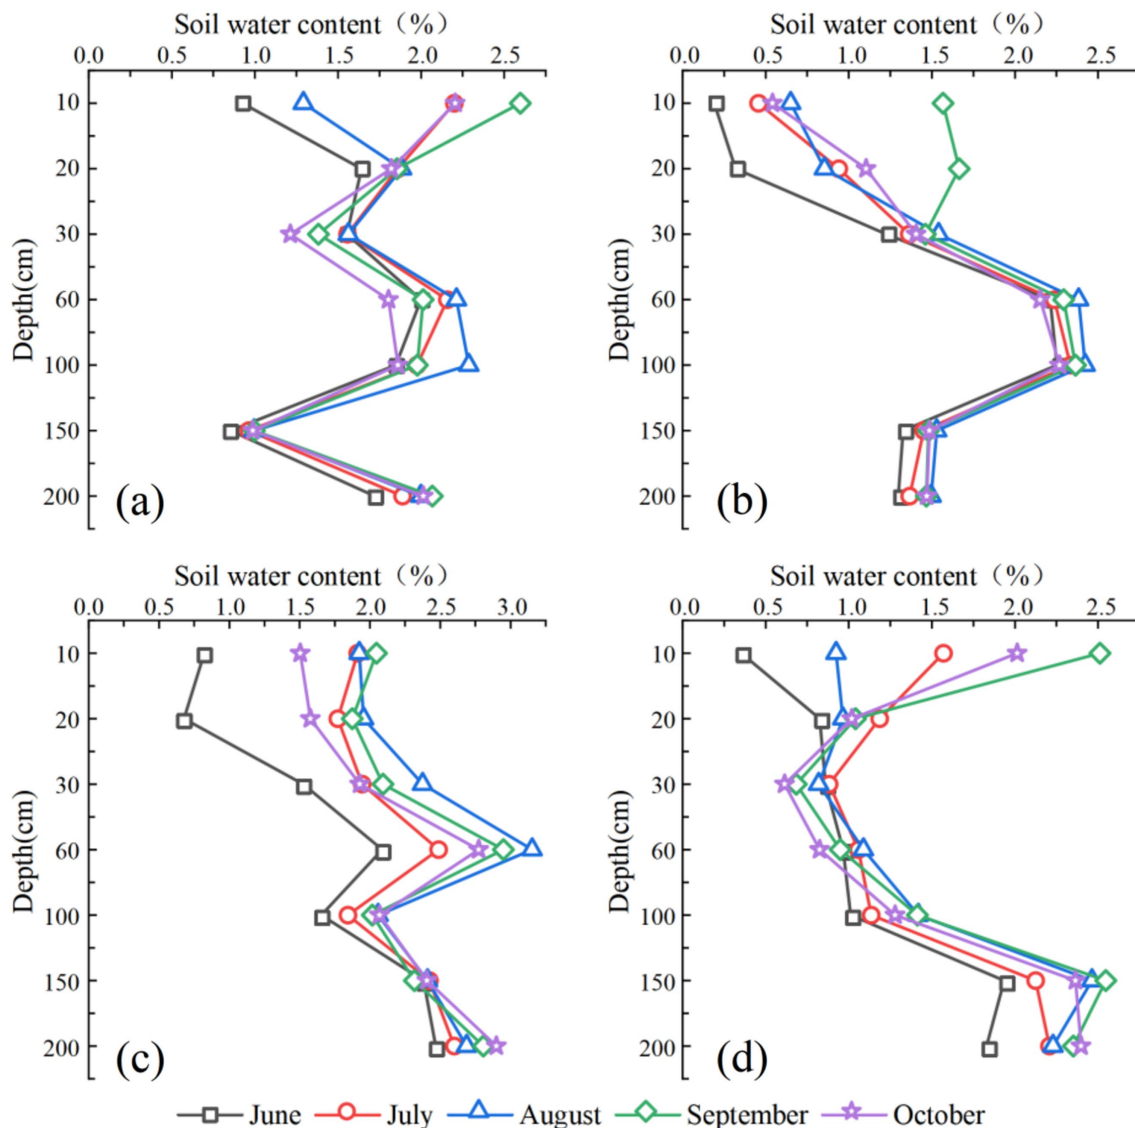 Soil water content（%）
0.0 0.5 1.0 1.5 2.0 2.5
10
20
30
60
100
150
200
Depth(cm)
(a)
Soil water content（%）
0.0 0.5 1.0 1.5 2.0 2.5
10
20
30
60
100
150
200
Depth(cm)
(b)
Soil water content（%）
0.0 0.5 1.0 1.5 2.0 2.5 3.0
10
20
30
60
100
150
200
Depth(cm)
(c)
Soil water content（%）
0.0 0.5 1.0 1.5 2.0 2.5
10
20
30
60
100
150
200
Depth(cm)
(d)
June July August September October